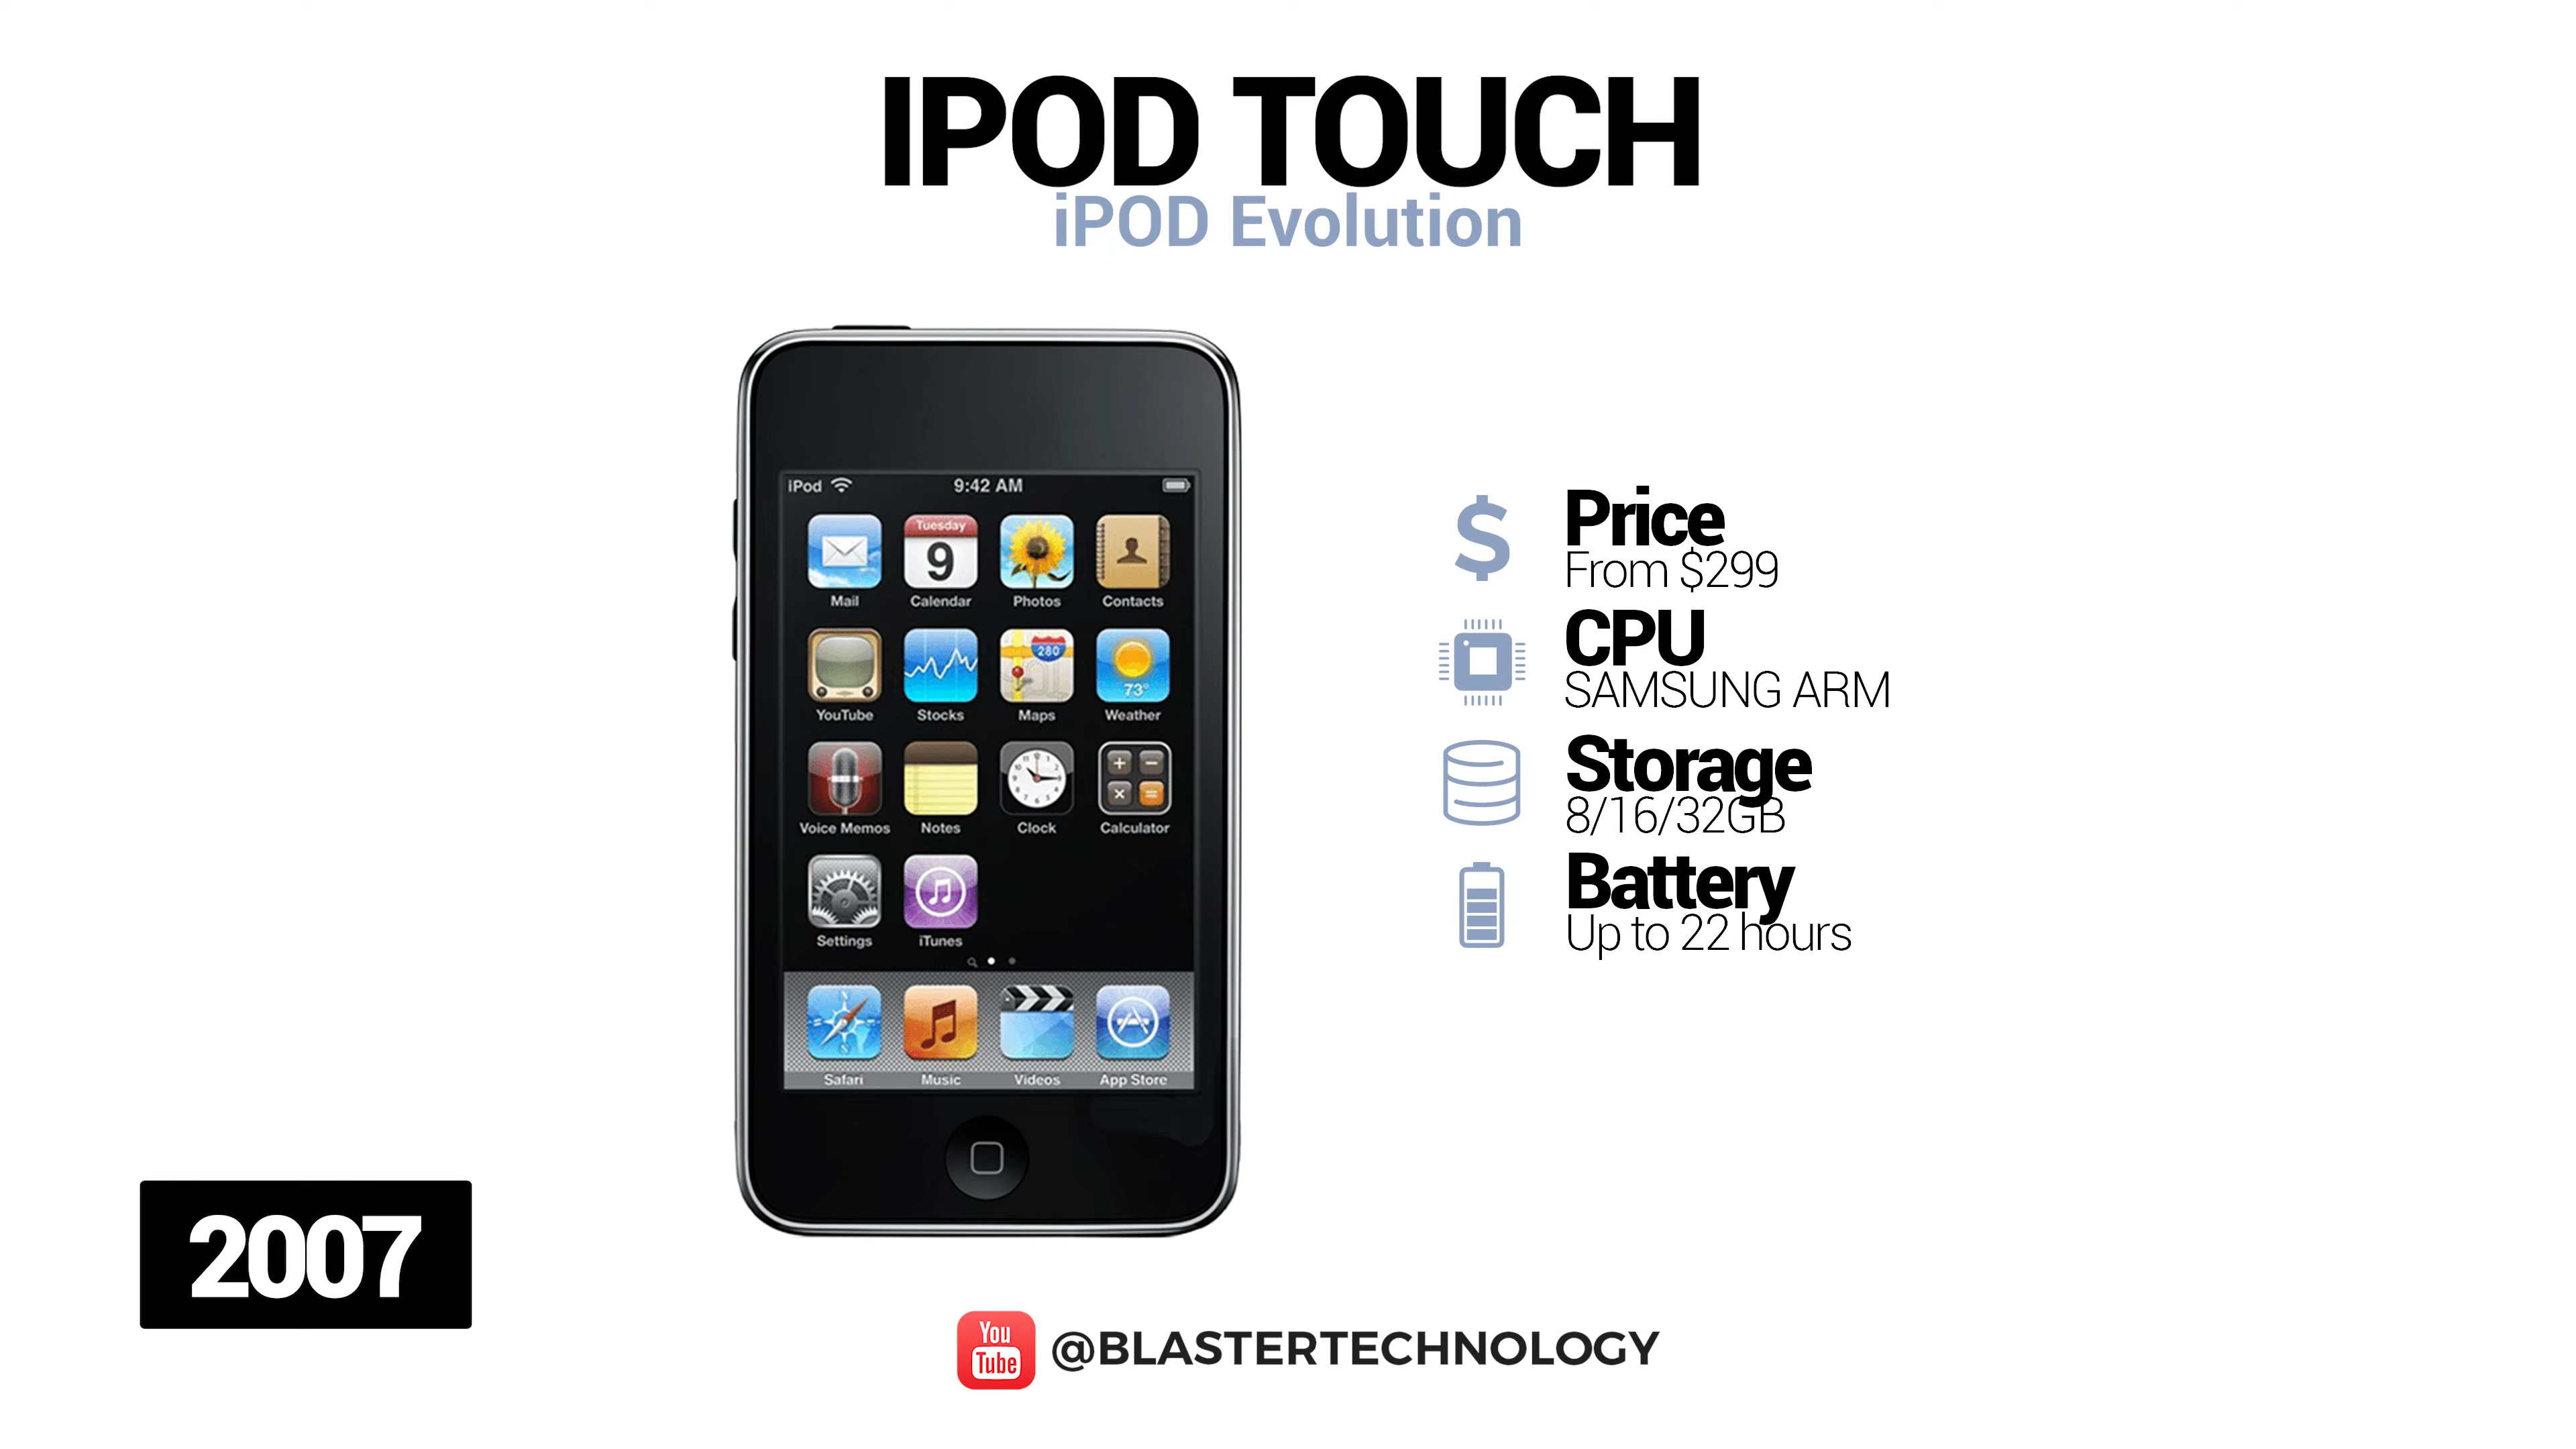 IPOD TOUCH
iPOD Evolution
iPod 9:42 AM
Tuesday
9
Mail Calendar Photos Contacts
280
73°
YouTube Stocks Maps Weather
Voice Memos Notes Clock Calculator
Settings iTunes
Safari Music Videos App Store
$ Price
From $299
CPU
SAMSUNG ARM
Storage
8/16/32GB
Battery
Up to 22 hours
2007
You
Tube
@BLASTERTECHNOLOGY